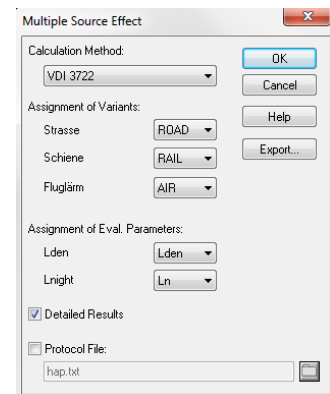 Multiple Source Effect
Calculation Method:
VDI 3722
OK
Cancel
Help
Export...
Assignment of Variants:
Strasse ROAD
Schiene RAIL
Fluglärm AIR
Assignment of Eval. Parameters:
Lden Lden
Lnight Ln
Detailed Results
Protocol File:
hap.txt